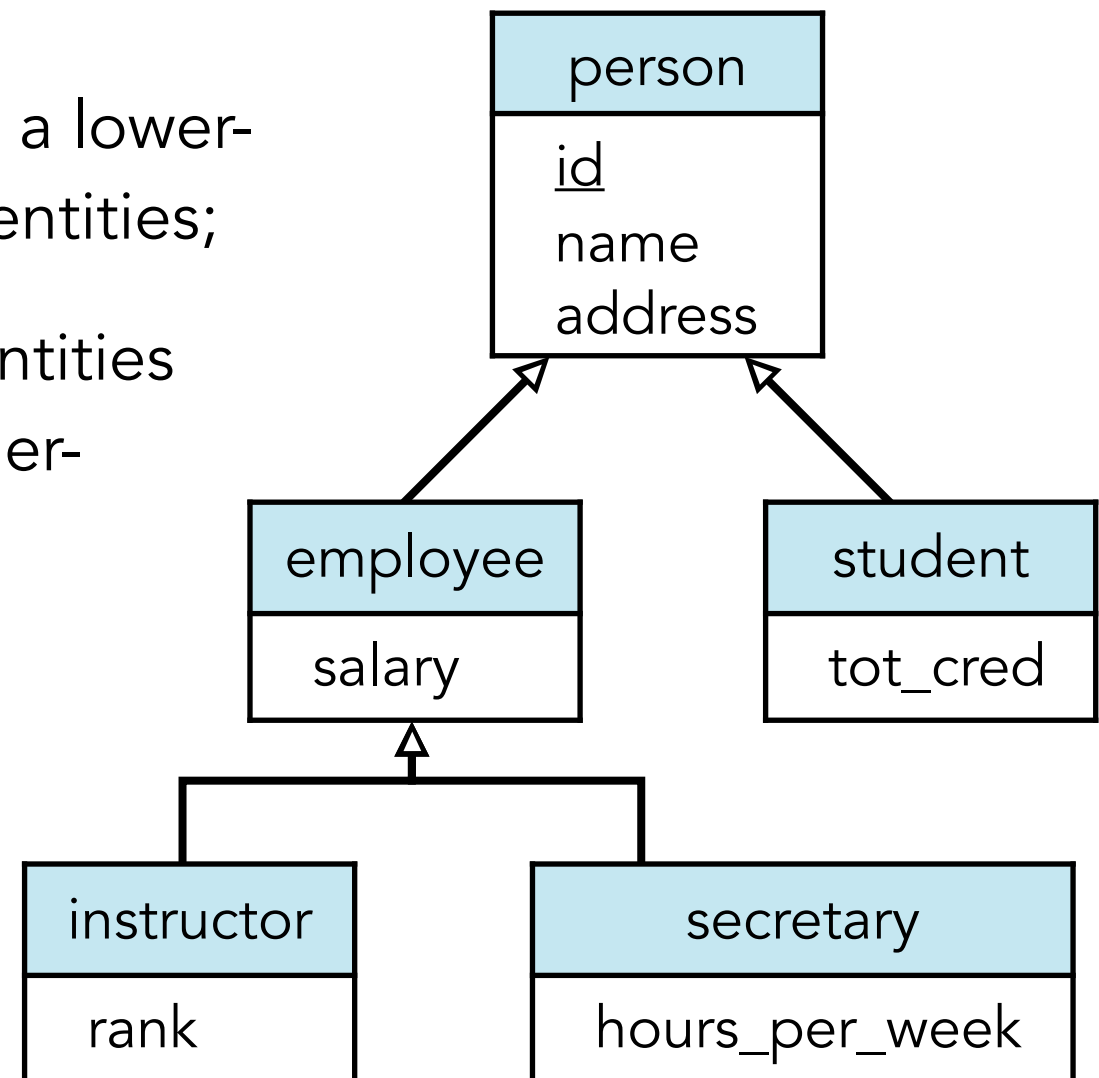 a lower-
entities;
ntities
er-
person
id
name
address
employee
salary
student
tot_cred
instructor
rank
secretary
hours_per_week